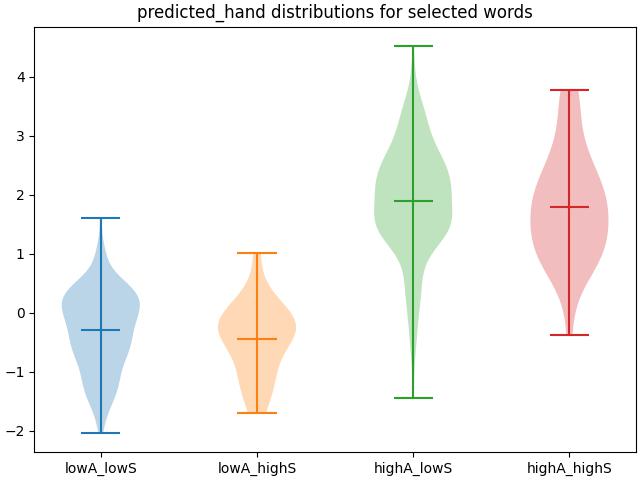 predicted_hand distributions for selected words
4
3
2
1
0
−1
−2
lowA_lowS
lowA_highS
highA_lowS
highA_highS